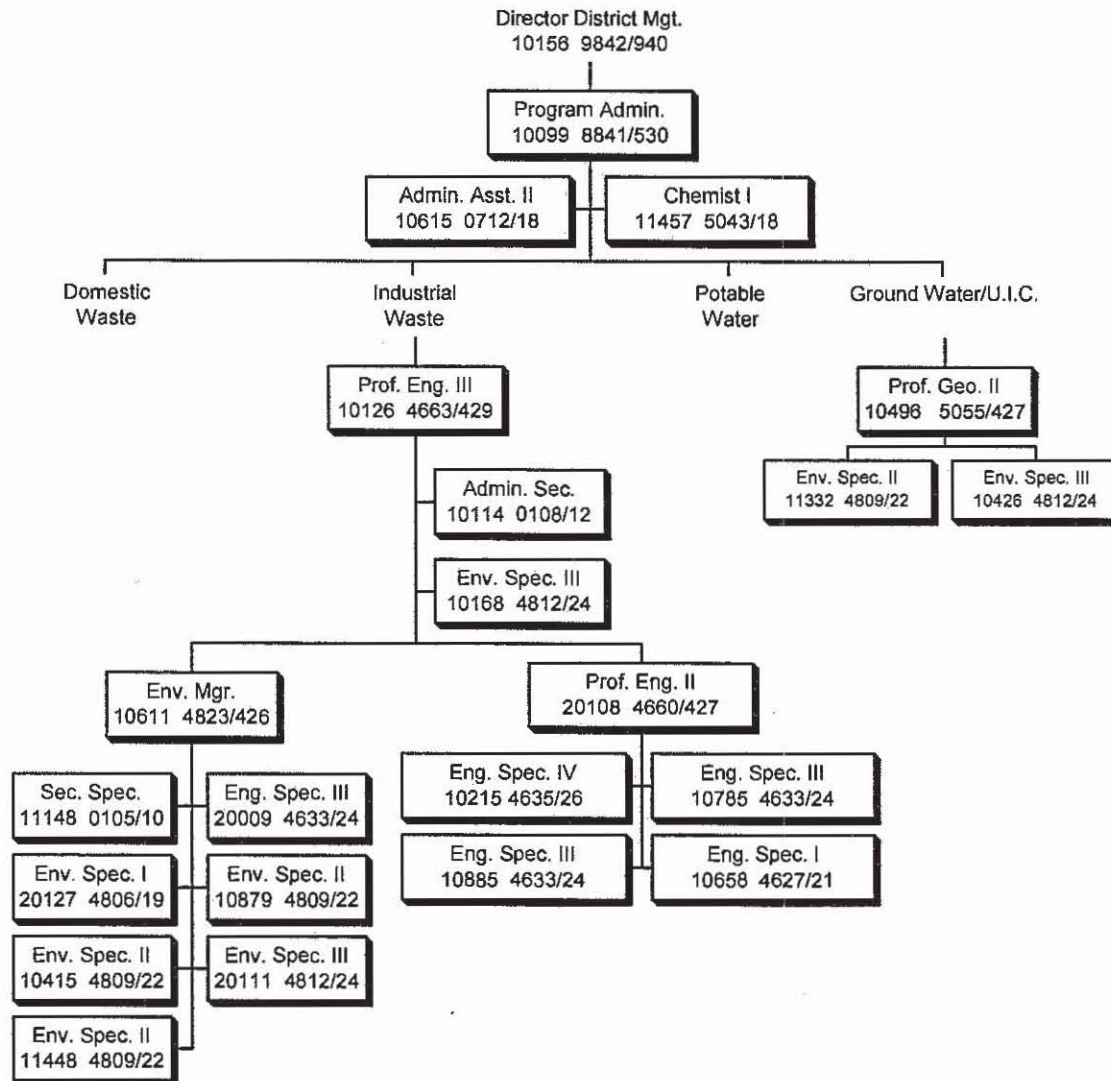 Director District Mgt.
10156 9842/940
Program Admin.
10099 8841/530
Admin. Asst. II
10615 0712/18
Chemist I
11457 5043/18
Domestic
Waste
Industrial
Waste
Potable
Water
Ground Water/U.I.C.
Prof. Eng. III
10126 4663/429
Prof. Geo. II
10496 5055/427
Admin. Sec.
10114 0108/12
Env. Spec. II
11332 4809/22
Env. Spec. III
10426 4812/24
Env. Spec. III
10168 4812/24
Env. Mgr.
10611 4823/426
Prof. Eng. II
20108 4660/427
Sec. Spec.
11148 0105/10
Eng. Spec. III
20009 4633/24
Env. Spec. I
20127 4806/19
Env. Spec. II
10879 4809/22
Env. Spec. II
10415 4809/22
Env. Spec. III
20111 4812/24
Env. Spec. II
11448 4809/22
Eng. Spec. IV
10215 4635/26
Eng. Spec. III
10785 4633/24
Eng. Spec. III
10885 4633/24
Eng. Spec. I
10658 4627/21